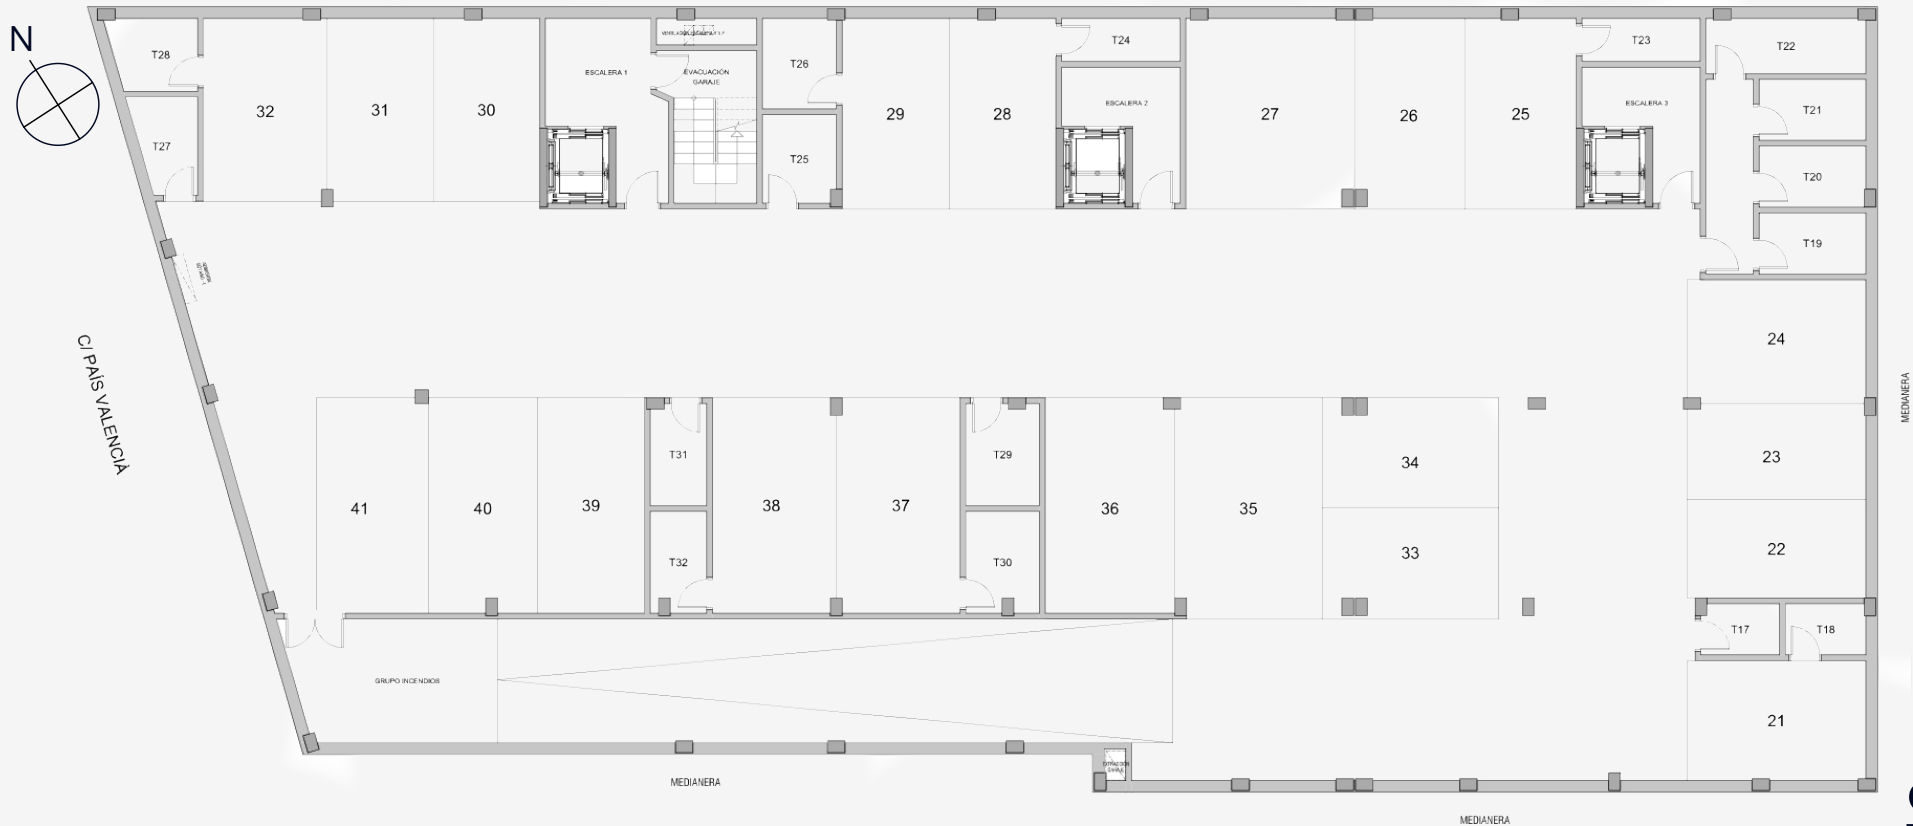 N
T28
T26
T24
T23
T22
ESCALERA 1
EVACUACIÓN
GARAJE
32
31
30
29
28
ESCALERA 2
27
26
25
ESCALERA 3
T21
T27
T25
T20
T19
24
C/ PAÍS VALENCIÀ
MEDIANERA
T31
T29
34
23
41
40
39
38
37
36
35
33
22
T32
T30
T17
T18
GRUPO INCENDIOS
21
EXTRACCIÓN
GARAJE
MEDIANERA
MEDIANERA